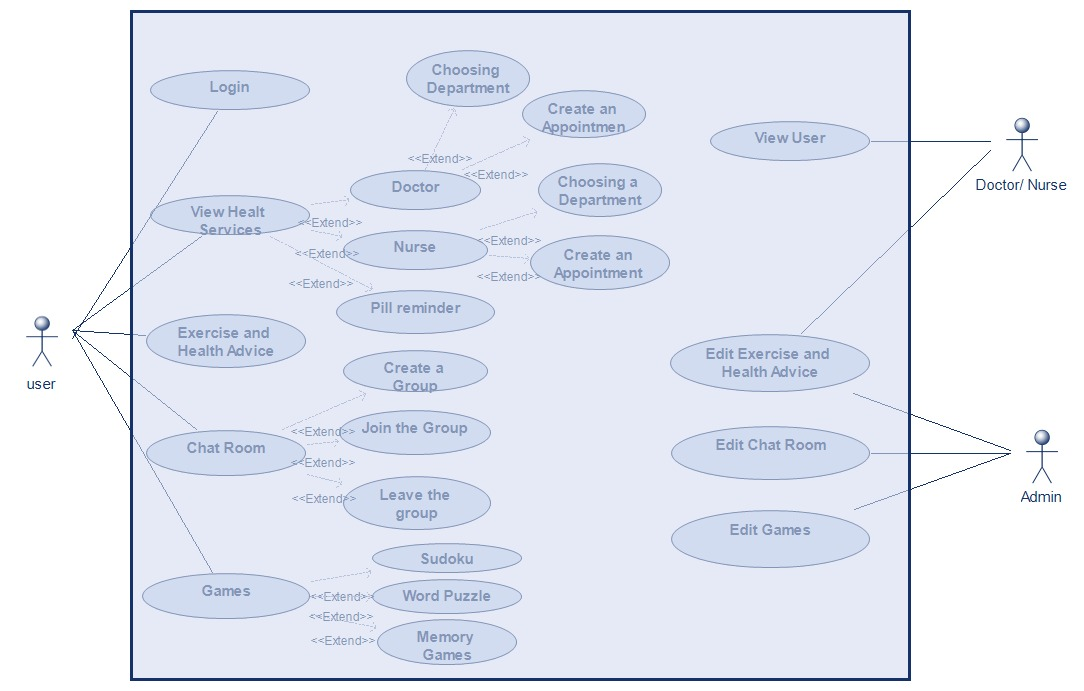 Login
Choosing
Department
Create an
Appointmen
<<Extend>>
<<Extend>>
Doctor
View Healt
Services
<<Extend>>
Choosing a
Department
Nurse
<<Extend>>
<<Extend>>
<<Extend>>
Create an
Appointment
<<Extend>>
Pill reminder
Exercise and
Health Advice
user
Create a
Group
Chat Room
<<Extend>>
Join the Group
<<Extend>>
Leave the
group
<<Extend>>
Games
Sudoku
<<Extend>>
Word Puzzle
<<Extend>>
<<Extend>>
Memory
Games
View User
Doctor/ Nurse
Edit Exercise and
Health Advice
Edit Chat Room
Edit Games
Admin